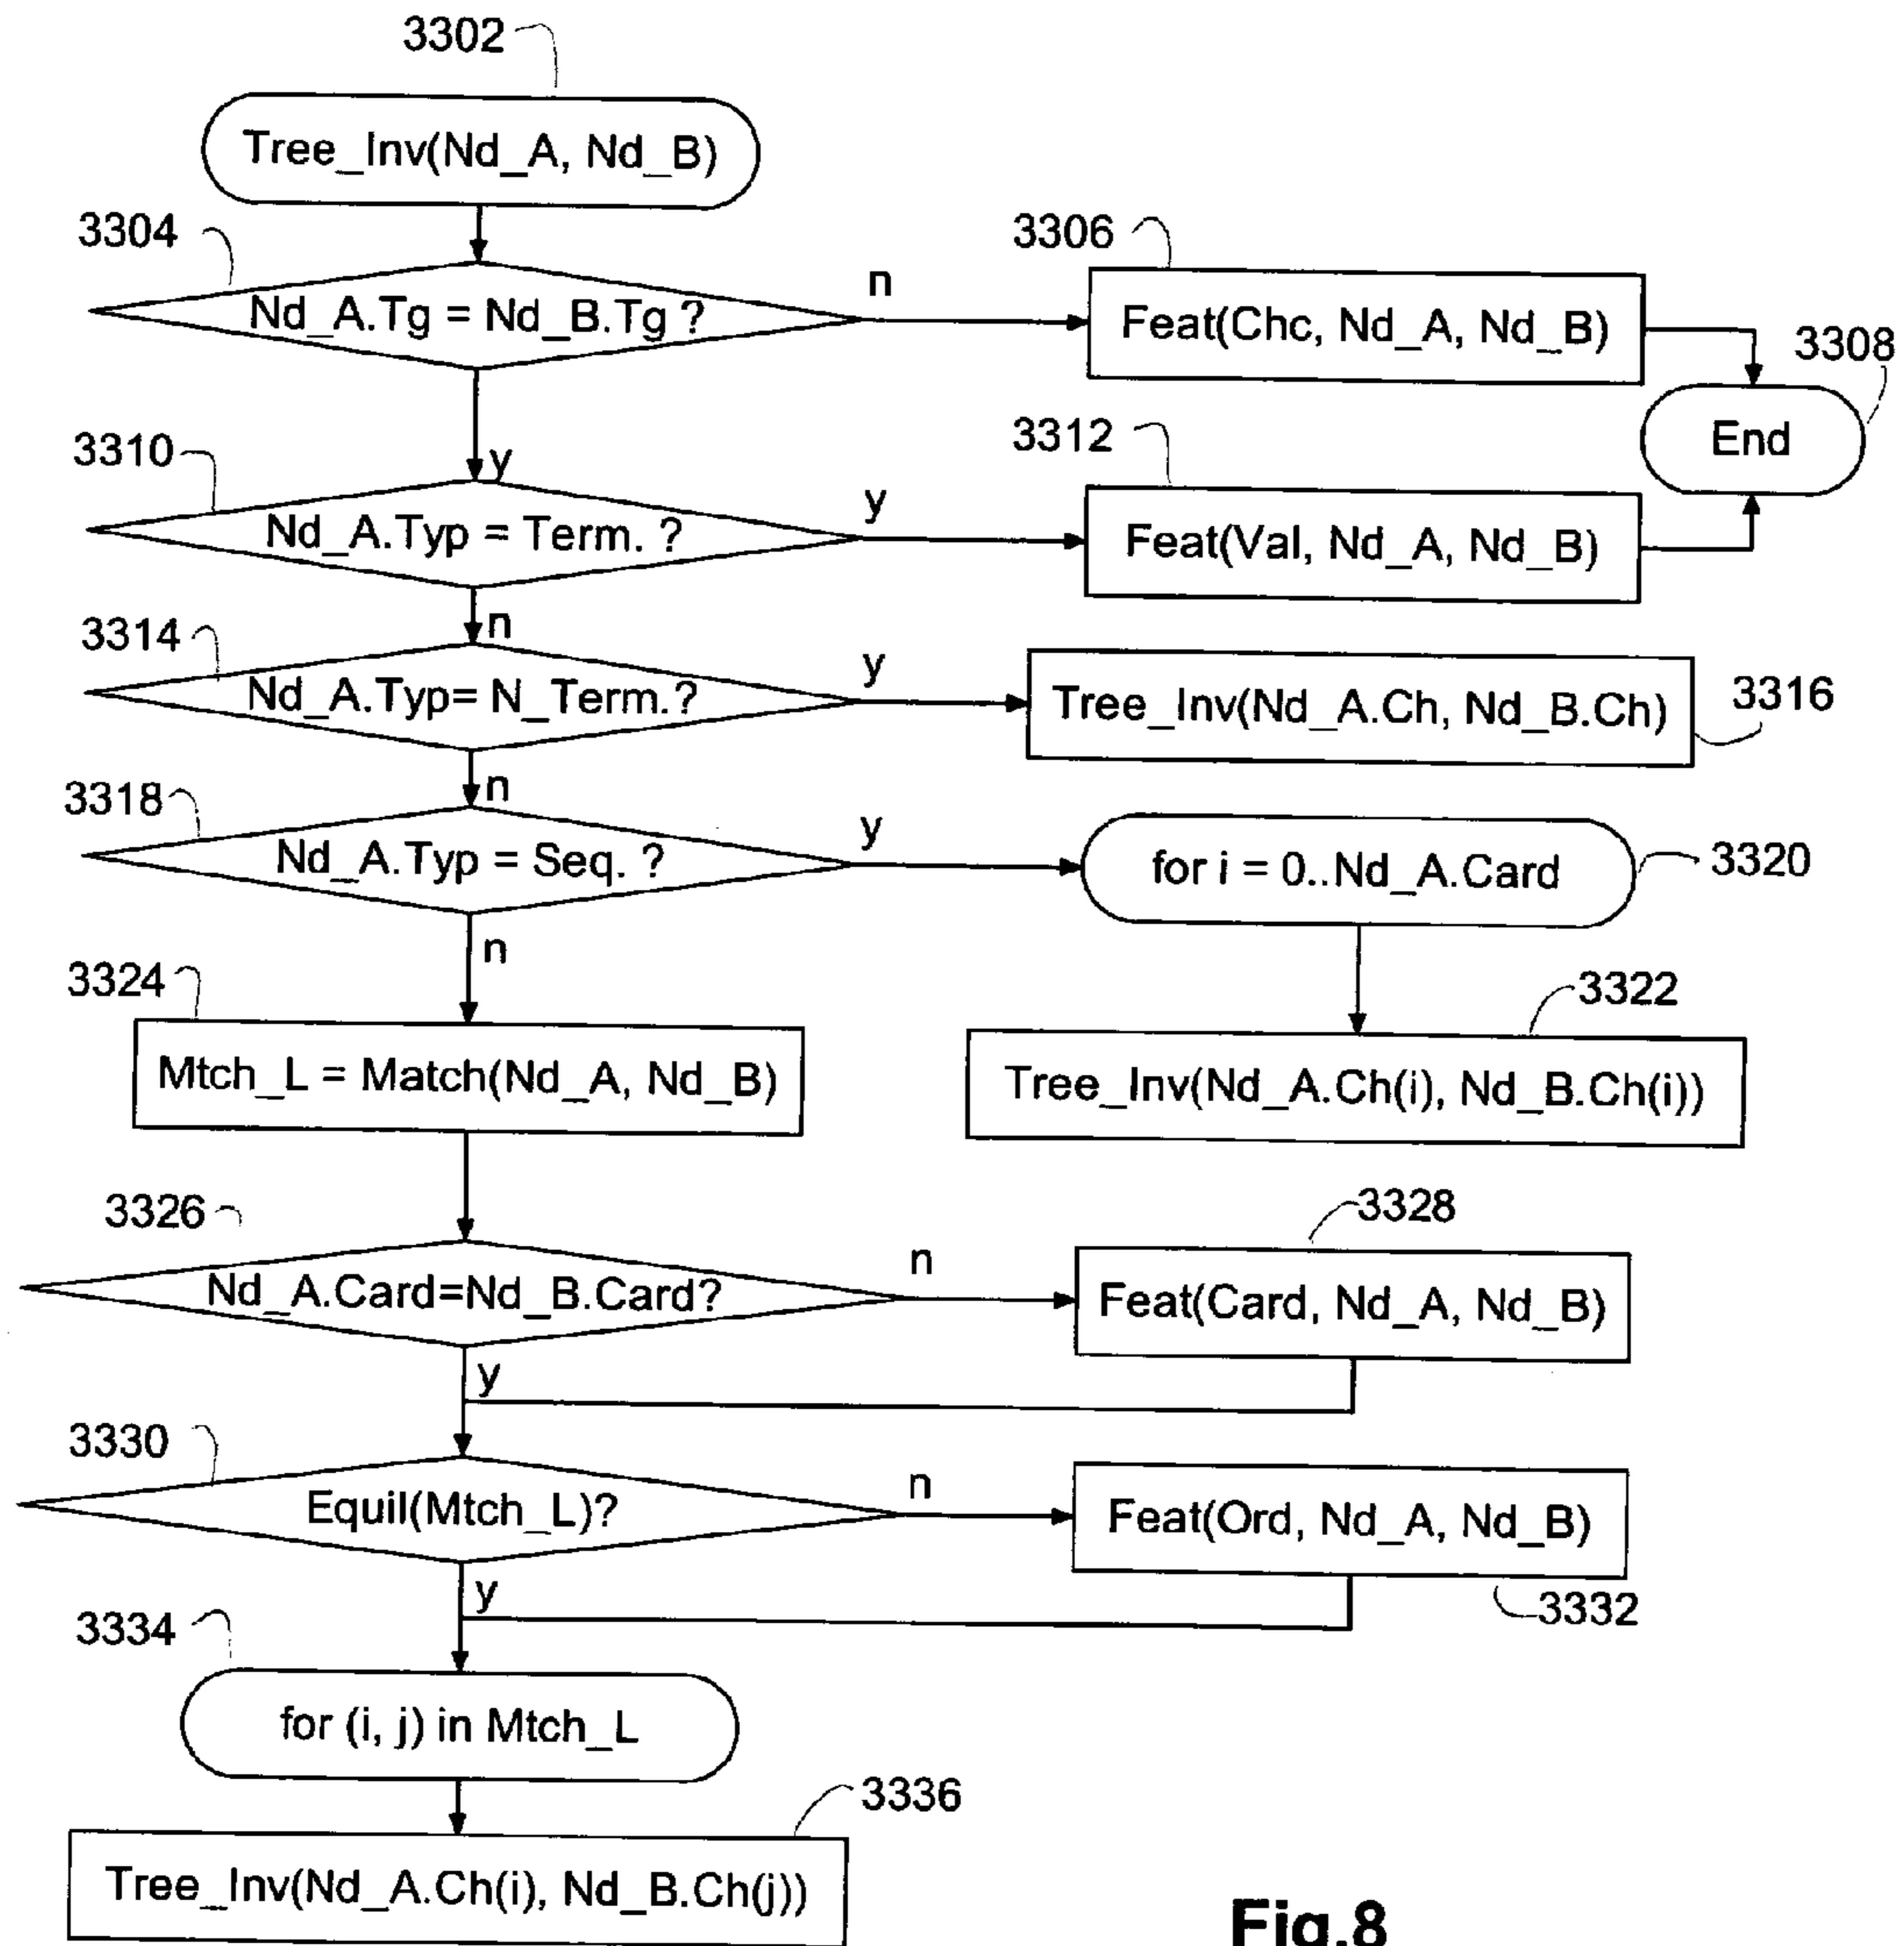 3302
Tree_Inv(Nd_A, Nd_B)
3304
Nd_A.Tg = Nd_B.Tg ?
n
3306
Feat(Chc, Nd_A, Nd_B)
3308
End
y
3310
Nd_A.Typ = Term. ?
y
3312
Feat(Val, Nd_A, Nd_B)
n
3314
Nd_A.Typ= N_Term.?
y
Tree_Inv(Nd_A.Ch, Nd_B.Ch)
3316
n
3318
Nd_A.Typ = Seq. ?
y
for i = 0..Nd_A.Card
3320
n
3324
Mtch_L = Match(Nd_A, Nd_B)
3322
Tree_Inv(Nd_A.Ch(i), Nd_B.Ch(i))
3326
Nd_A.Card=Nd_B.Card?
n
3328
Feat(Card, Nd_A, Nd_B)
y
3330
Equil(Mtch_L)?
n
Feat(Ord, Nd_A, Nd_B)
3332
y
3334
for (i, j) in Mtch_L
3336
Tree_Inv(Nd_A.Ch(i), Nd_B.Ch(j))
Fig.8